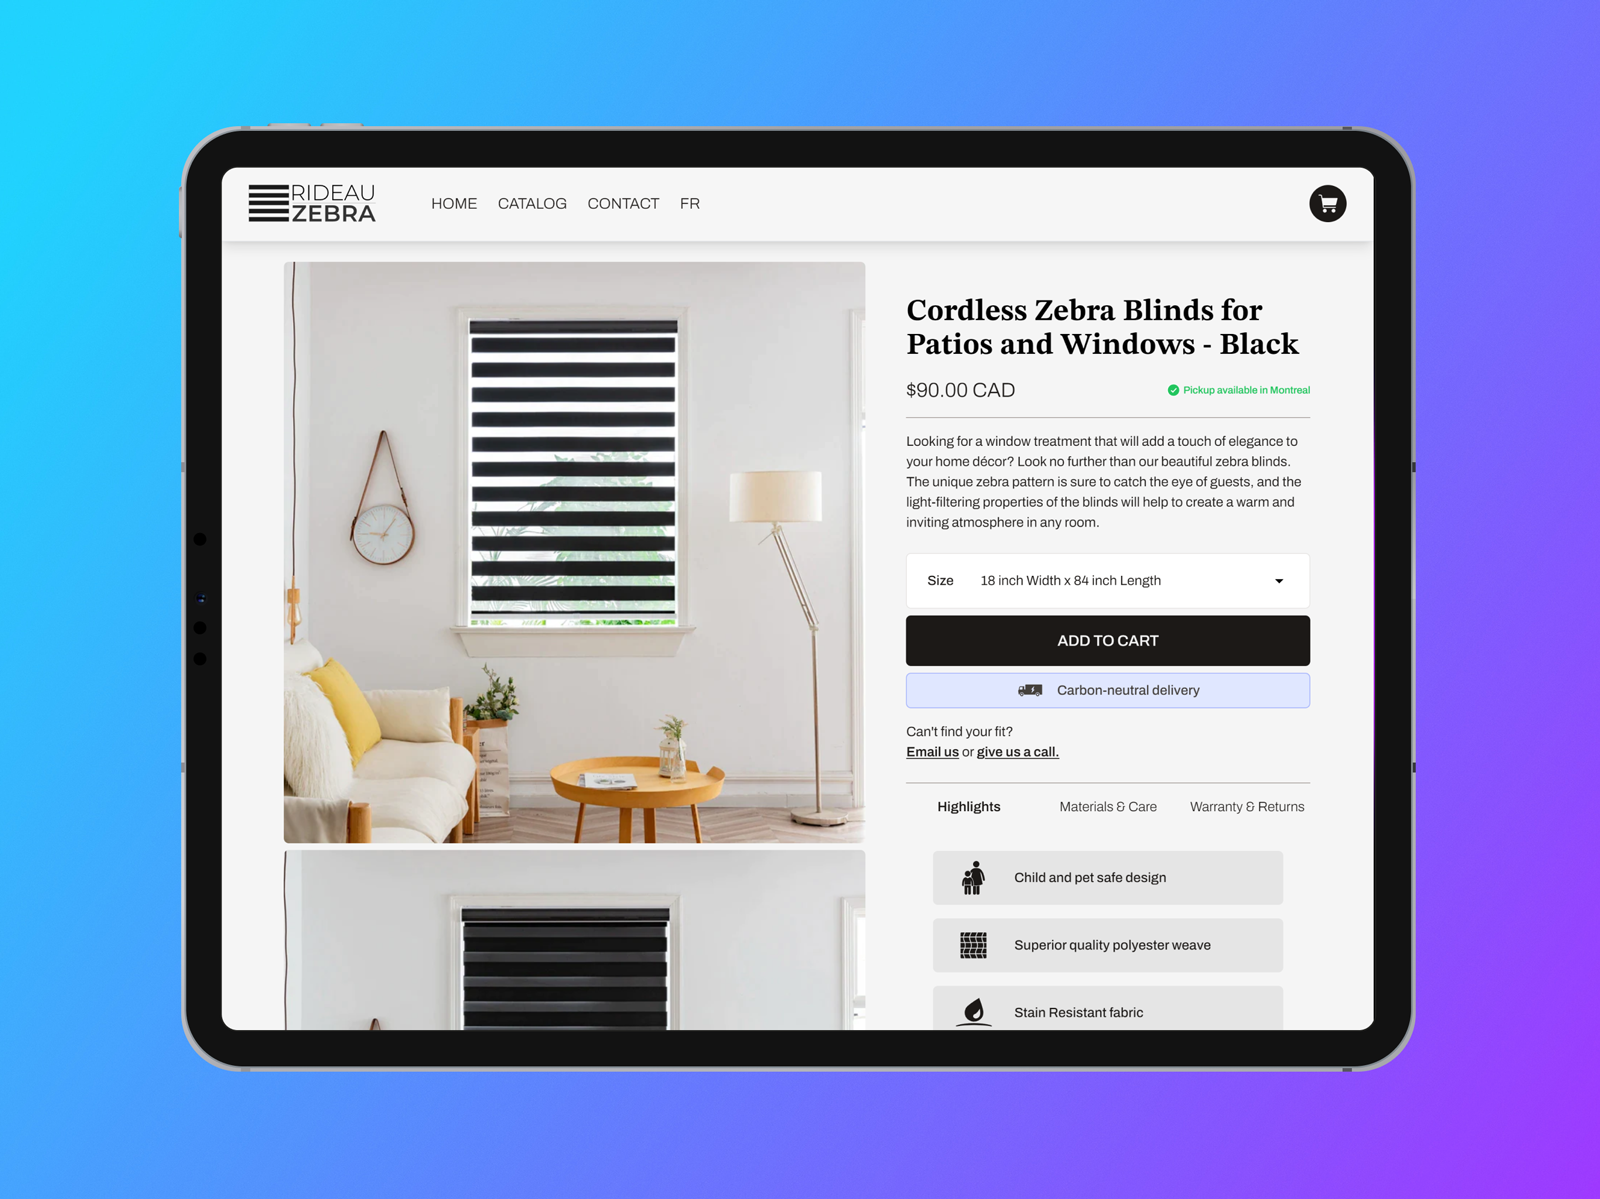 RIDEAU
ZEBRA
HOME CATALOG CONTACT FR
Cordless Zebra Blinds for
Patios and Windows - Black
$90.00 CAD
Pickup available in Montreal
Looking for a window treatment that will add a touch of elegance to
your home décor? Look no further than our beautiful zebra blinds.
The unique zebra pattern is sure to catch the eye of guests, and the
light-filtering properties of the blinds will help to create a warm and
inviting atmosphere in any room.
Size 18 inch Width x 84 inch Length
ADD TO CART
Carbon-neutral delivery
Can't find your fit?
Email us or give us a call.
Highlights Materials & Care Warranty & Returns
Child and pet safe design
Superior quality polyester weave
Stain Resistant fabric